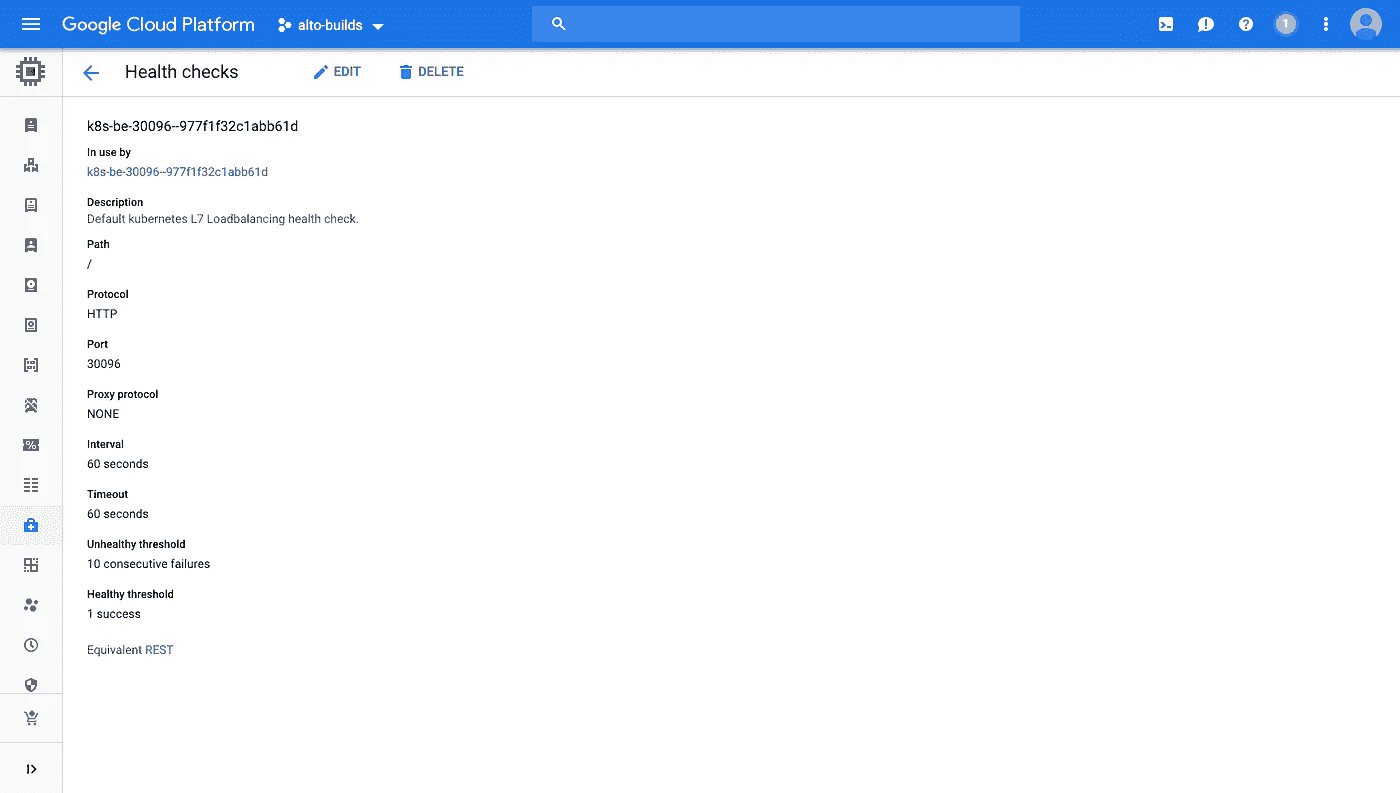 Google Cloud Platform alto-builds 1
Health checks EDIT DELETE
k8s-be-30096--977f1f32c1abb61d
In use by
k8s-be-30096--977f1f32c1abb61d
Description
Default kubernetes L7 Loadbalancing health check.
Path
/
Protocol
HTTP
Port
30096
Proxy protocol
NONE
Interval
60 seconds
Timeout
60 seconds
Unhealthy threshold
10 consecutive failures
Healthy threshold
1 success
Equivalent REST